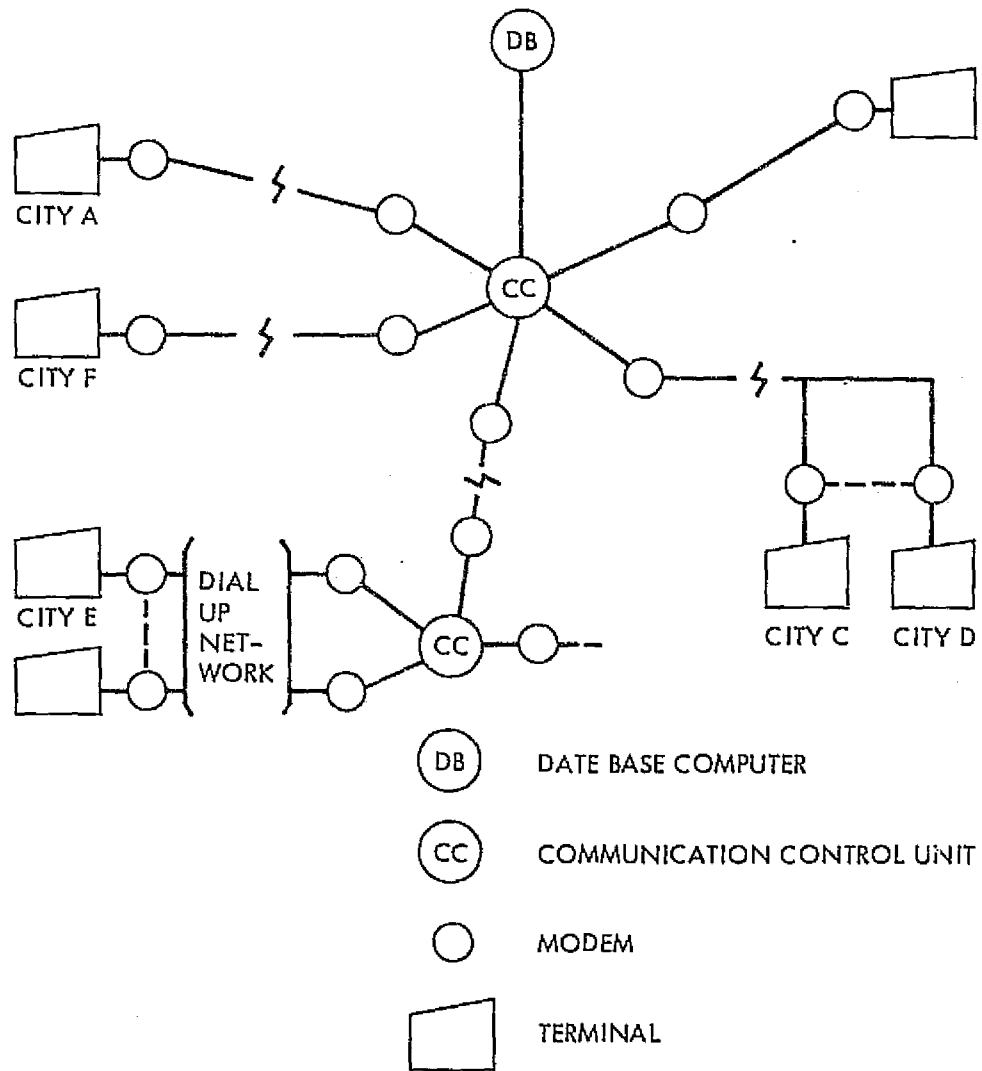 DB
CITY A
CC
CITY F
DIAL
UP
NET-
WORK
CITY E
CC
CITY C
CITY D
DB
DATE BASE COMPUTER
CC
COMMUNICATION CONTROL UNIT
MODEM
TERMINAL